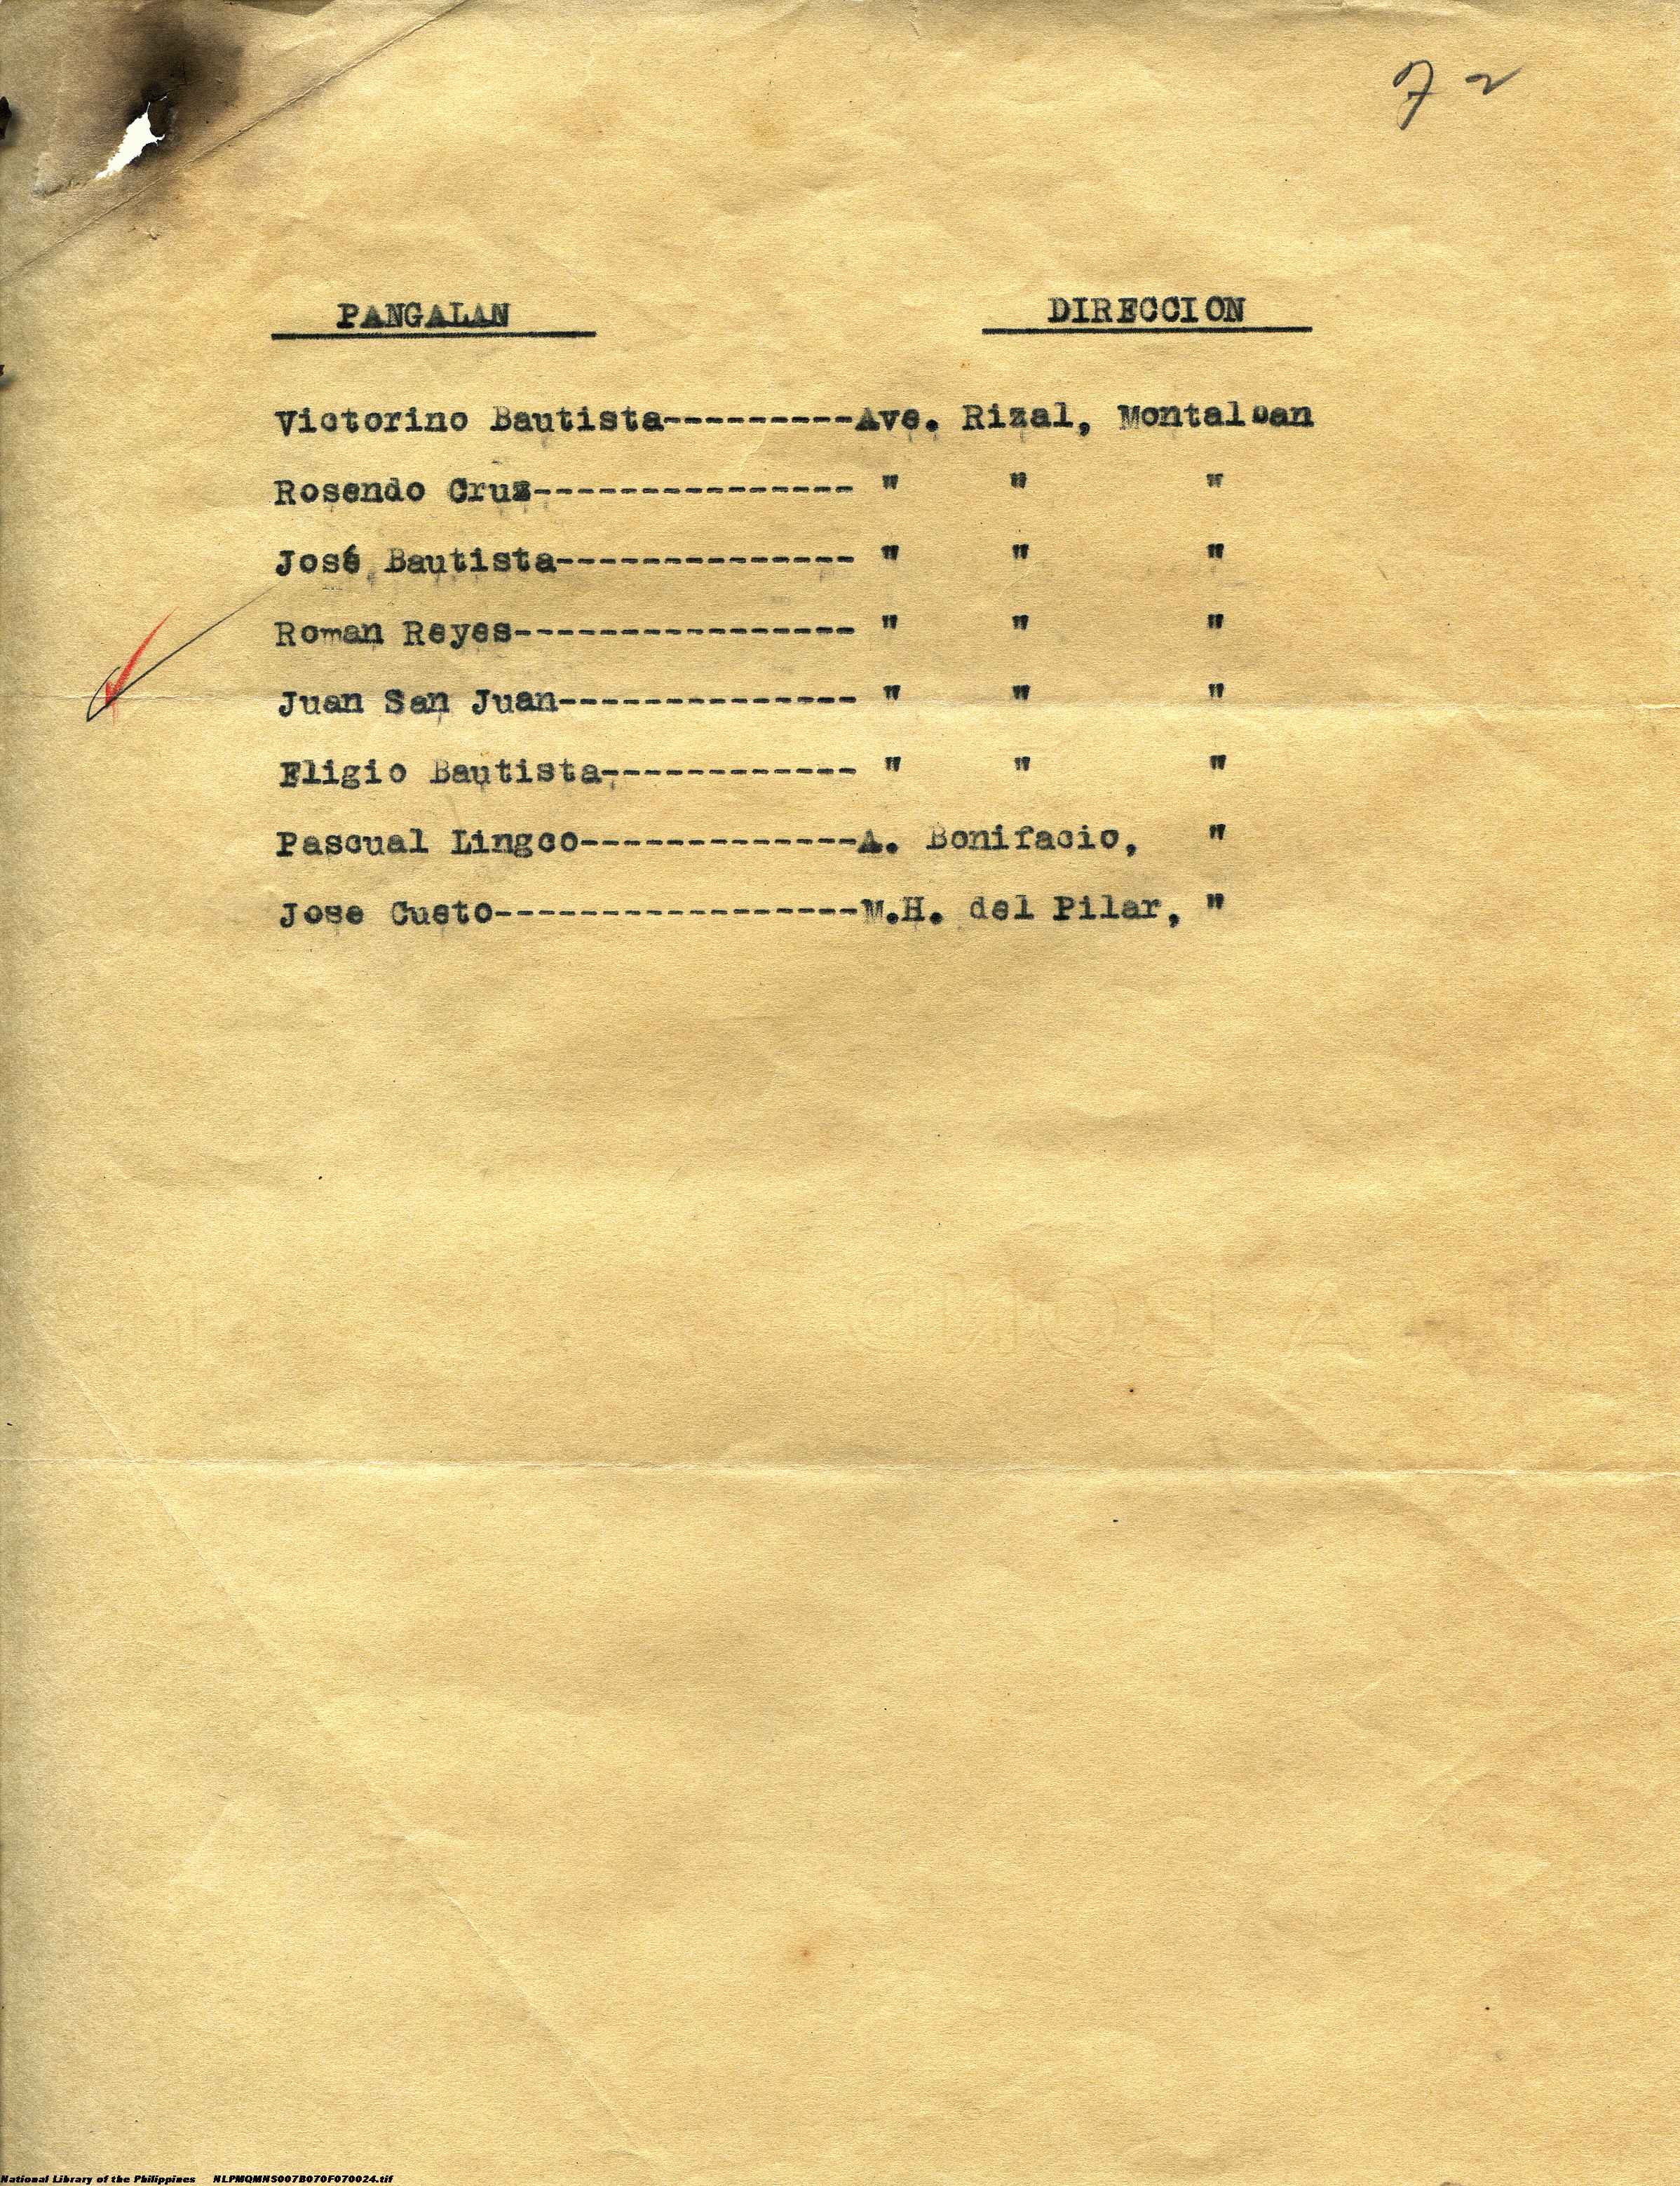 72
PANGALAN DIRECCION
Victorino Bautista---------Ave. Rizal, Montalban
Rosendo Cruz--------------- " " "
José Bautista-------------- " " "
Roman Reyes---------------- " " "
Juan San Juan-------------- " " "
Eligio Bautista------------ " " "
Pascual Lingco-------------A. Bonifacio, "
Jose Custo-----------------M.H. del Pilar, "
National Library of the Philippines NLPMQMNS007B070F070024.tif